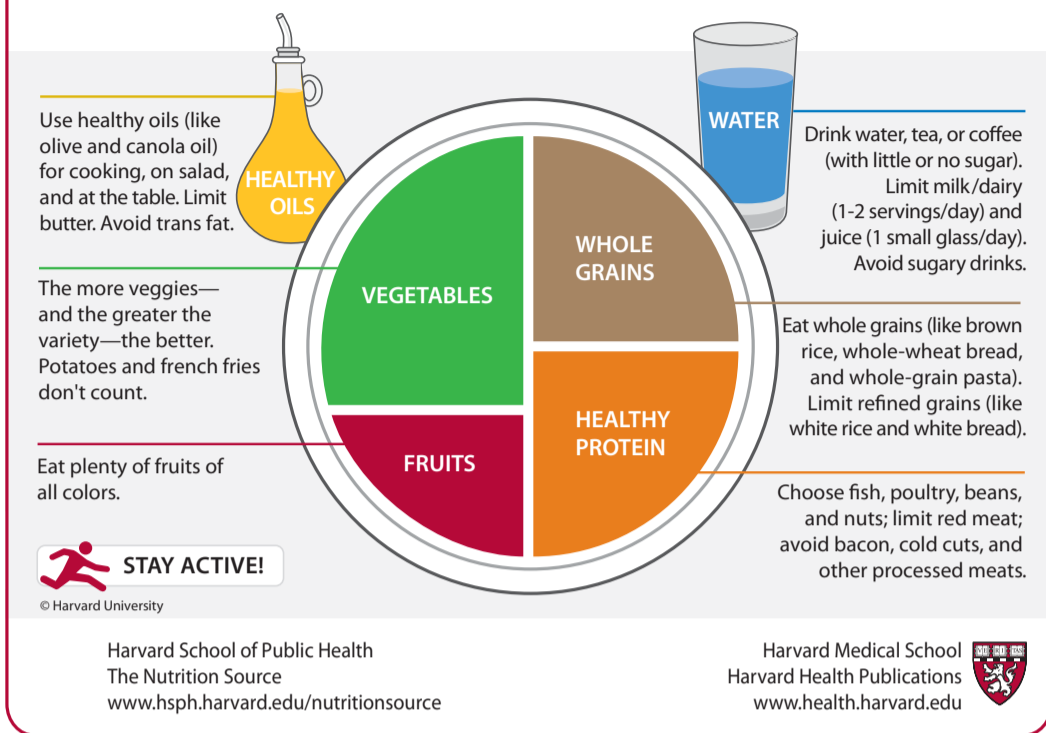 Use healthy oils (like
olive and canola oil)
for cooking, on salad,
and at the table. Limit
butter. Avoid trans fat.
HEALTHY
OILS
The more veggies—
and the greater the
variety—the better.
Potatoes and french fries
don't count.
Eat plenty of fruits of
all colors.
STAY ACTIVE!
© Harvard University
VEGETABLES
FRUITS
WHOLE
GRAINS
HEALTHY
PROTEIN
WATER
Drink water, tea, or coffee
(with little or no sugar).
Limit milk/dairy
(1-2 servings/day) and
juice (1 small glass/day).
Avoid sugary drinks.
Eat whole grains (like brown
rice, whole-wheat bread,
and whole-grain pasta).
Limit refined grains (like
white rice and white bread).
Choose fish, poultry, beans,
and nuts; limit red meat;
avoid bacon, cold cuts, and
other processed meats.
Harvard School of Public Health
The Nutrition Source
www.hsph.harvard.edu/nutritionsource
Harvard Medical School
Harvard Health Publications
www.health.harvard.edu